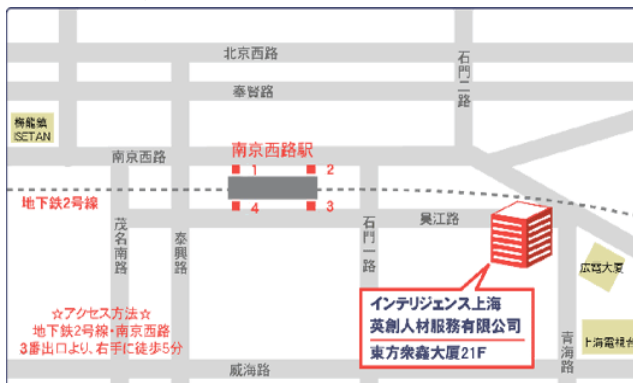 北京西路
奉賢路
石門二路
梅龍鎮
ISETAN
南京西路駅
1
2
南京西路
地下鉄2号線
4
3
呉江路
茂名南路
泰興路
石門一路
広電大厦
インテリジェンス上海
英創人材服務有限公司
東方衆鑫大厦21F
青海路
上海電視台
☆アクセス方法☆
地下鉄2号線・南京西路
3番出口より、右手に徒歩5分
威海路